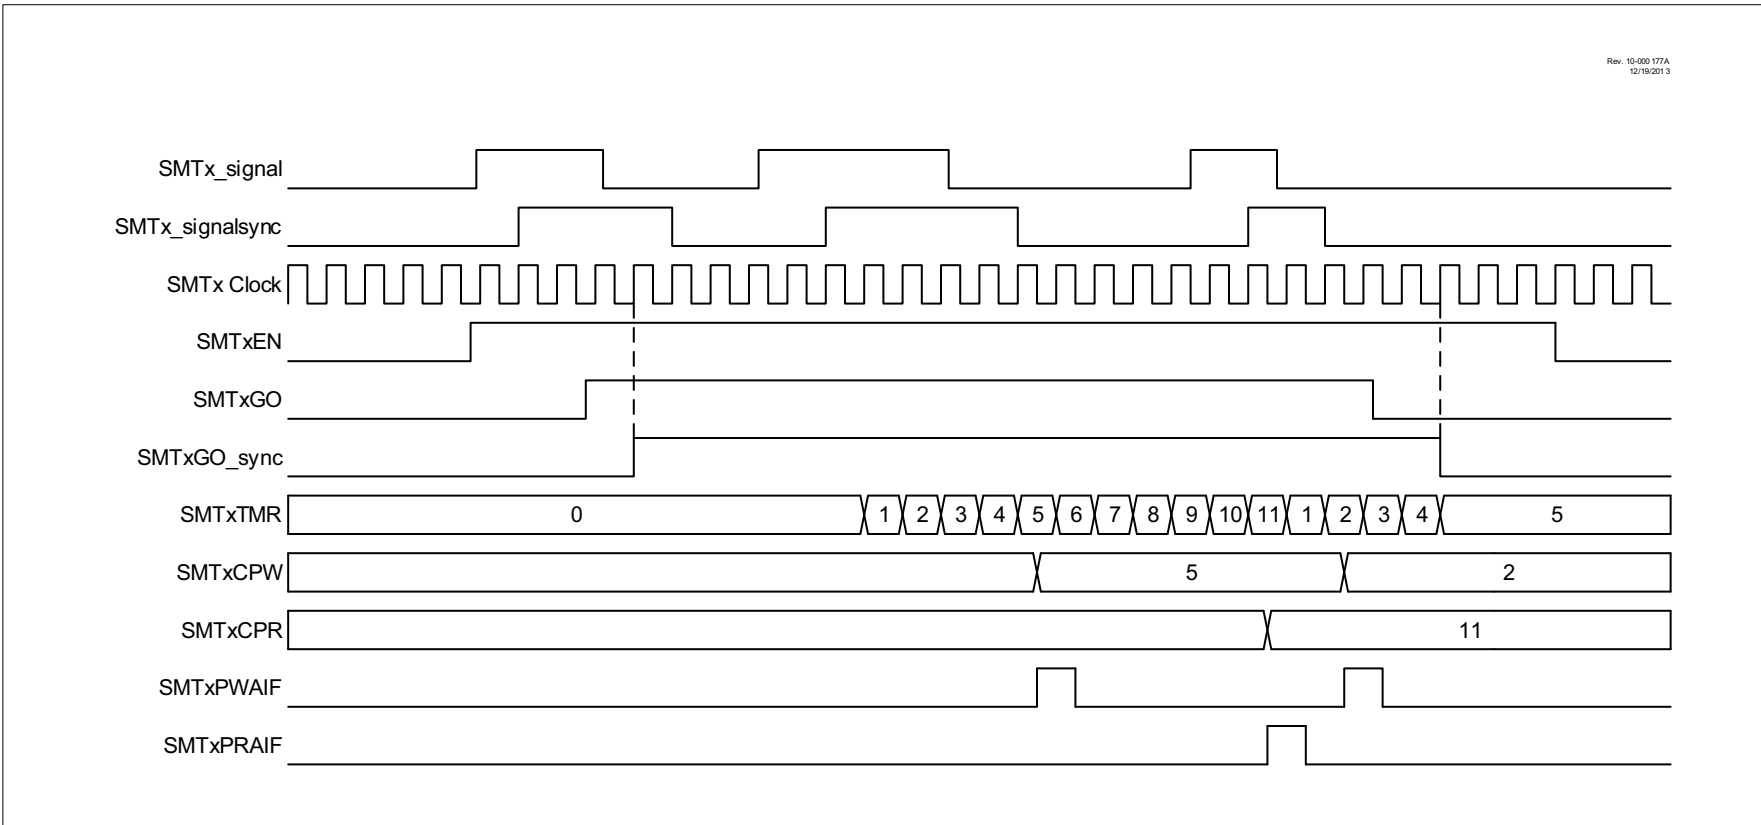 Rev. 10-000 177A
12/19/201 3
SMTx_signal
SMTx_signalsync
SMTx Clock
SMTxEN
SMTxGO
SMTxGO_sync
SMTxTMR 0 1 2 3 4 5 6 7 8 9 10 11 1 2 3 4 5
SMTxCPW 5 2
SMTxCPR 11
SMTxPWAIF
SMTxPRAIF